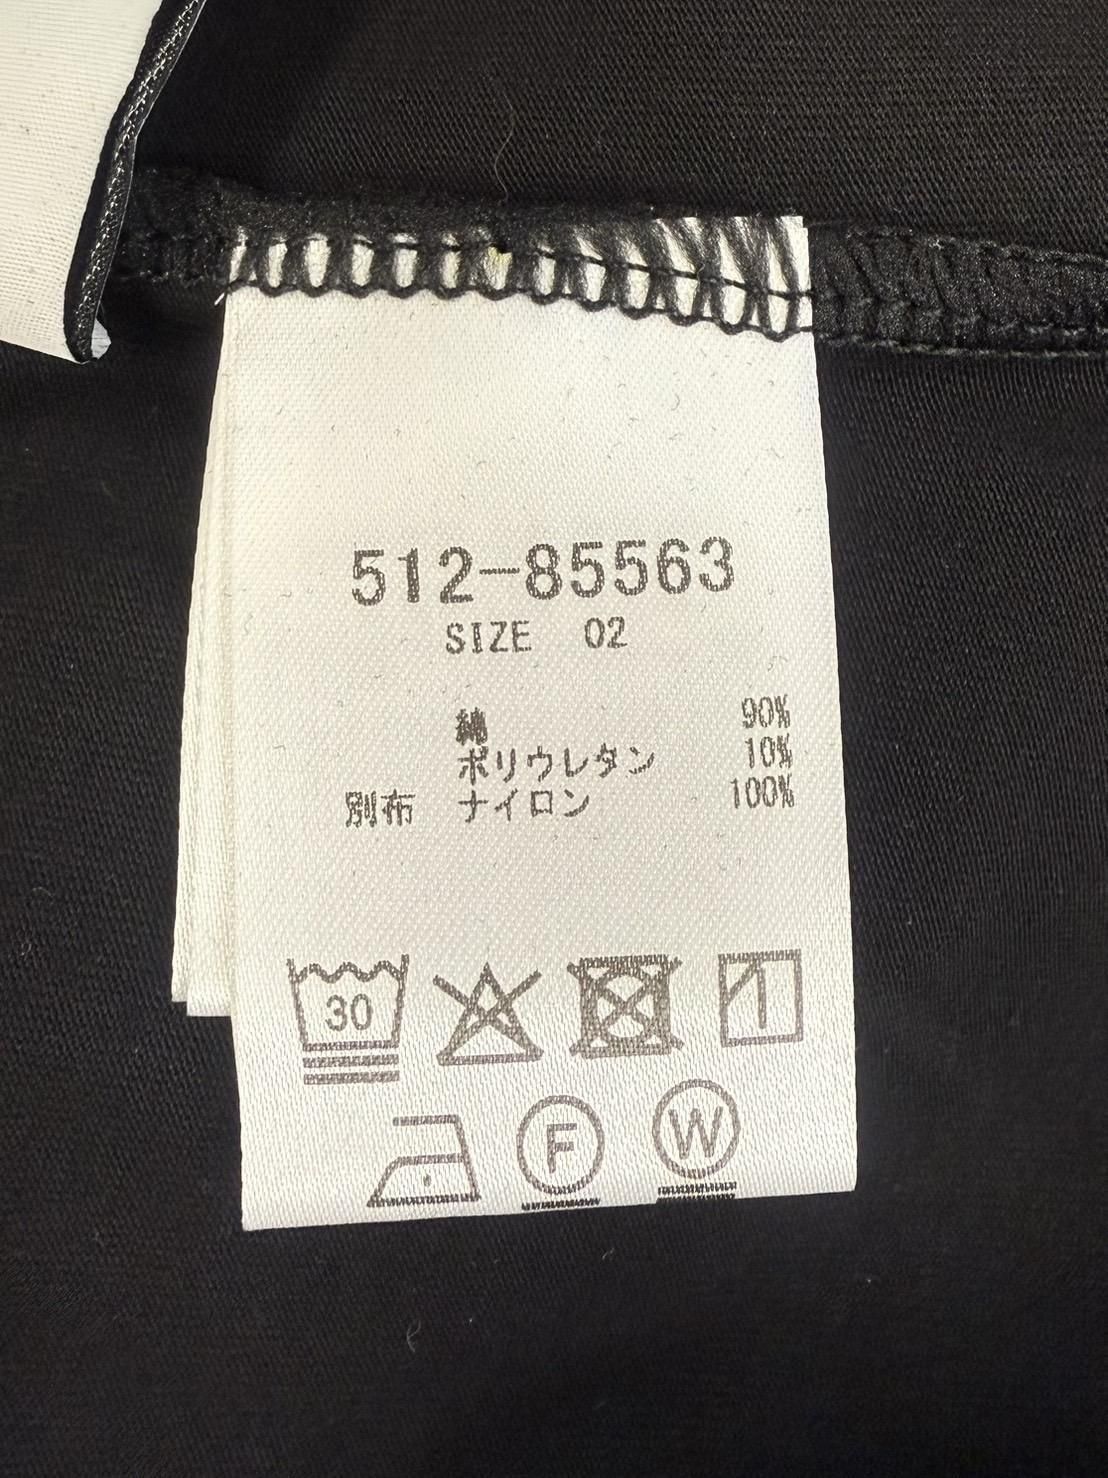 512-85563
SIZE 02
綿 90%
ポリウレタン 10%
別布 ナイロン 100%
30
F W